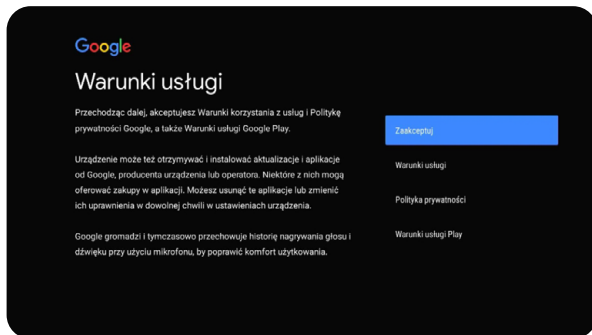 Google
Warunki usługi
Przechodząc dalej, akceptujesz Warunki korzystania z usług i Politykę
prywatności Google, a także Warunki usługi Google Play.
Urządzenie może też otrzymywać i instalować aktualizacje i aplikacje
od Google, producenta urządzenia lub operatora. Niektóre z nich mogą
oferować zakupy w aplikacji. Możesz usunąć te aplikacje lub zmienić
ich uprawnienia w dowolnej chwili w ustawieniach urządzenia.
Google gromadzi i tymczasowo przechowuje historię nagrywania głosu i
dźwięku przy użyciu mikrofonu, by poprawić komfort użytkowania.
Zaakceptuj
Warunki usługi
Polityka prywatności
Warunki usługi Play